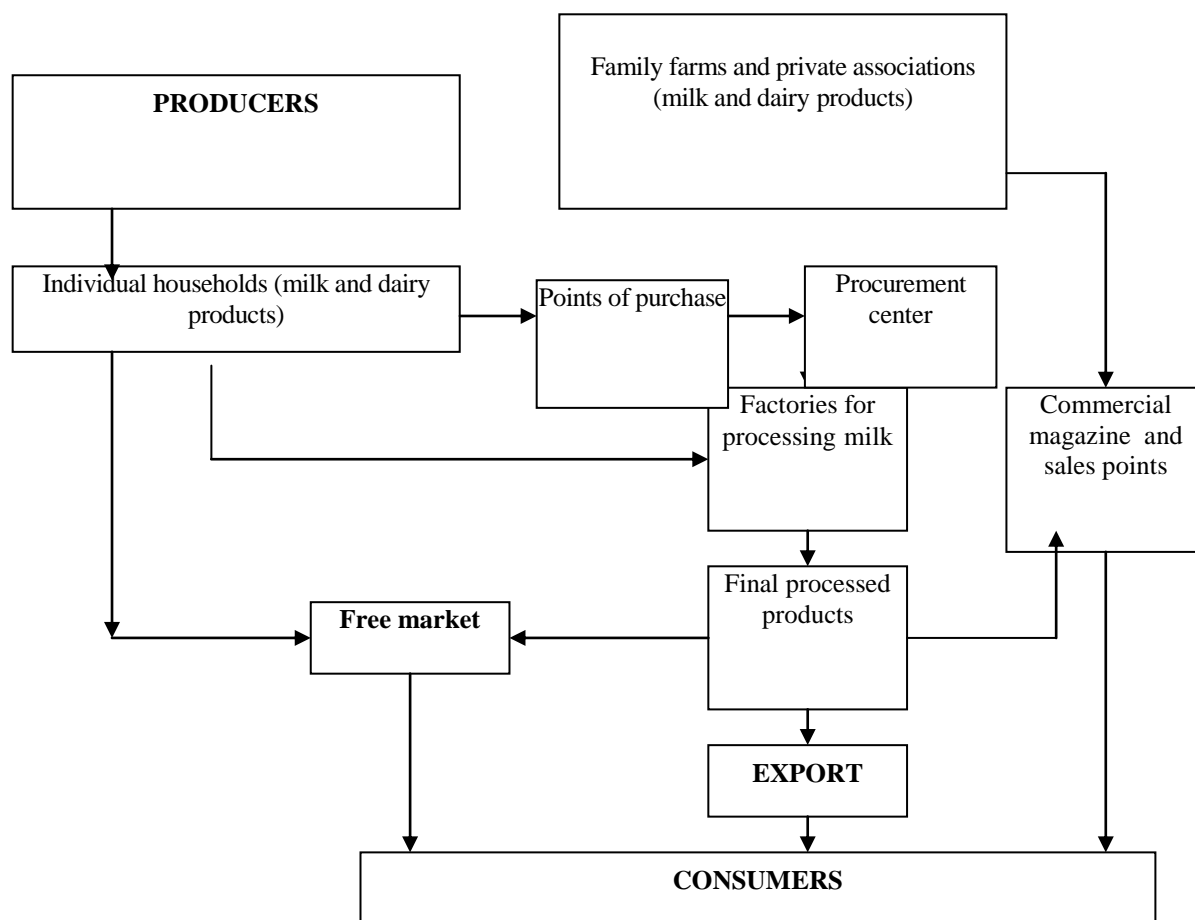 Family farms and private associations
(milk and dairy products)
PRODUCERS
Individual households (milk and dairy
products)
Points of purchase
Procurement
center
Factories for
processing milk
Commercial
magazine and
sales points
Final processed
products
Free market
EXPORT
CONSUMERS